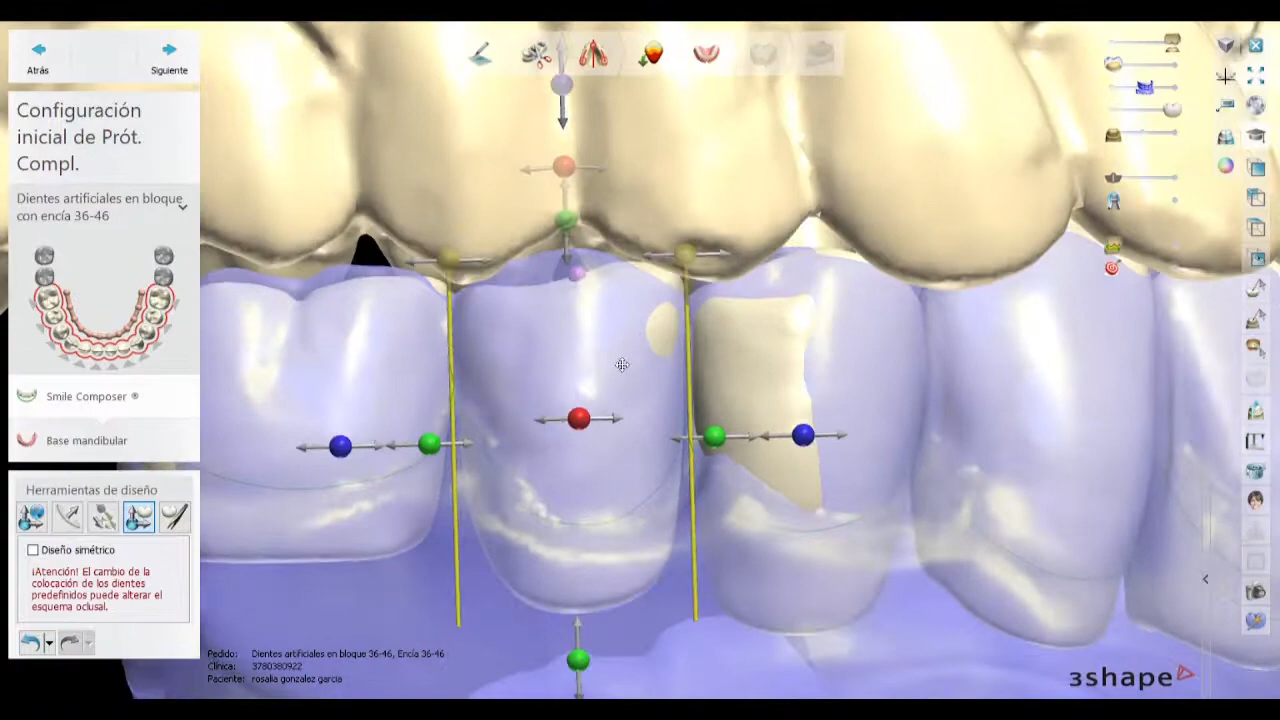 Atrás
Siguiente
Configuración
inicial de Prót.
Compl.
Dientes artificiales en bloque
con encía 36-46
Smile Composer ®
Base mandibular
Herramientas de diseño
Diseño simétrico
¡Atención! El cambio de la
colocación de los dientes
predefinidos puede alterar el
esquema oclusal.
Pedido: Dientes artificiales en bloque 36-46, Encía 36-46
Clínica: 3780380922
Paciente: rosalia gonzalez garcia
3shape